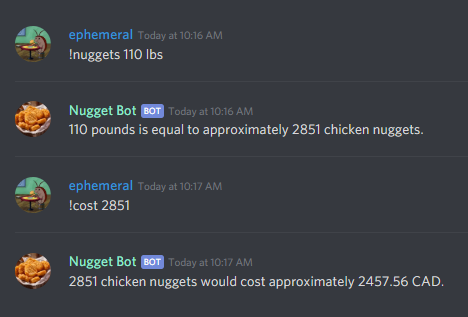 ephemeral Today at 10:16 AM
!nuggets 110 lbs
Nugget Bot BOT Today at 10:16 AM
110 pounds is equal to approximately 2851 chicken nuggets.
ephemeral Today at 10:17 AM
!cost 2851
Nugget Bot BOT Today at 10:17 AM
2851 chicken nuggets would cost approximately 2457.56 CAD.